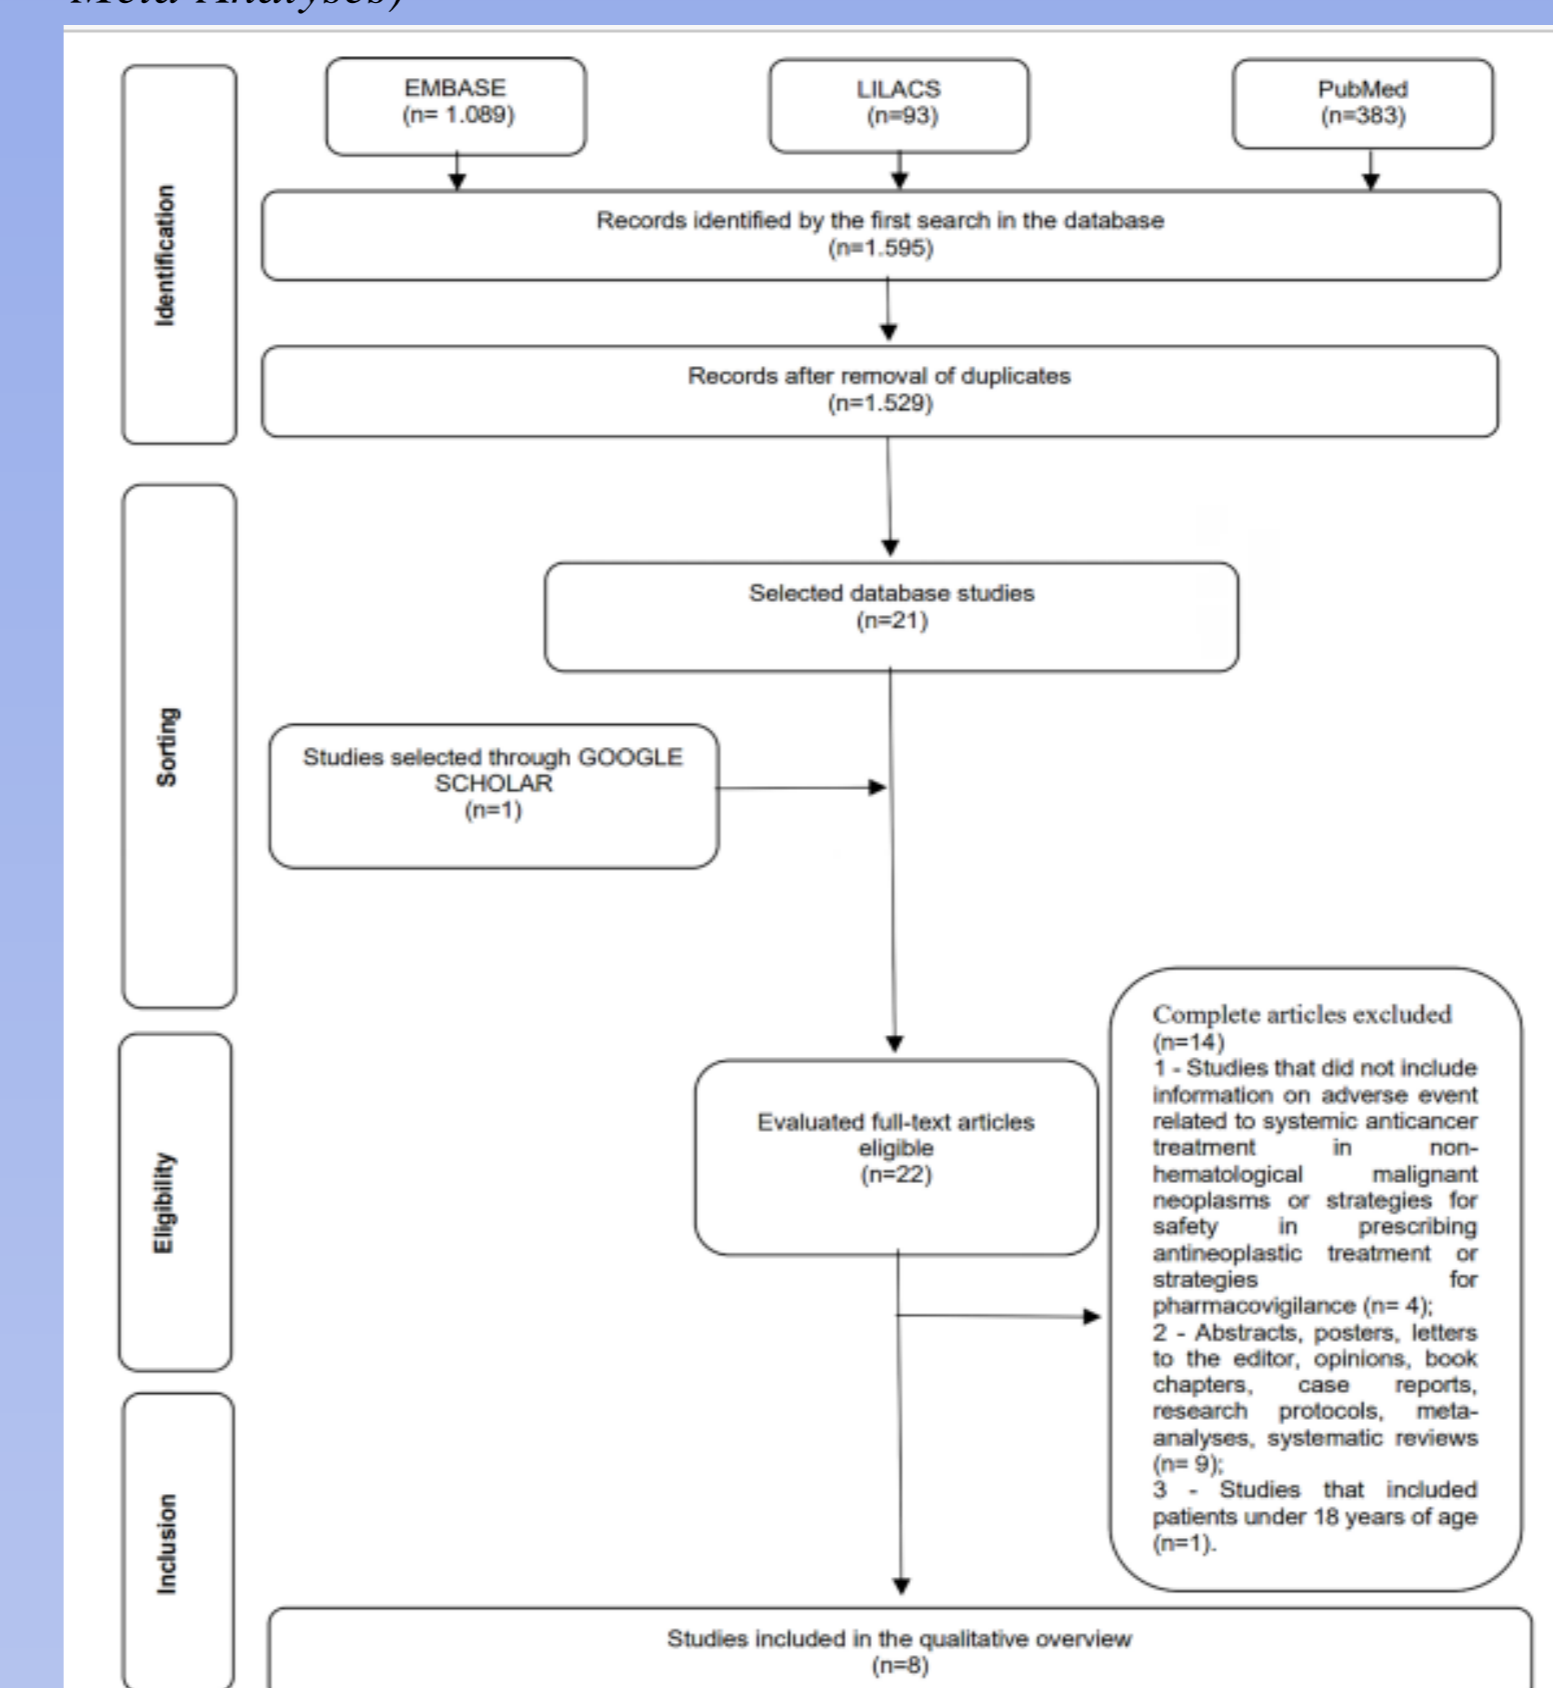 Meta-Analyses)
EMBASE
(n= 1.089)
LILACS
(n=93)
PubMed
(n=383)
Identification
Records identified by the first search in the database
(n=1.595)
Records after removal of duplicates
(n=1.529)
Sorting
Selected database studies
(n=21)
Studies selected through GOOGLE
SCHOLAR
(n=1)
Eligibility
Evaluated full-text articles
eligible
(n=22)
Complete articles excluded
(n=14)
1 - Studies that did not include
information on adverse event
related to systemic anticancer
treatment in non-
hematological malignant
neoplasms or strategies for
safety in prescribing
antineoplastic treatment or
strategies for
pharmacovigilance (n= 4);
2 - Abstracts, posters, letters
to the editor, opinions, book
chapters, case reports,
research protocols, meta-
analyses, systematic reviews
(n= 9);
3 - Studies that included
patients under 18 years of age
(n=1).
Inclusion
Studies included in the qualitative overview
(n=8)